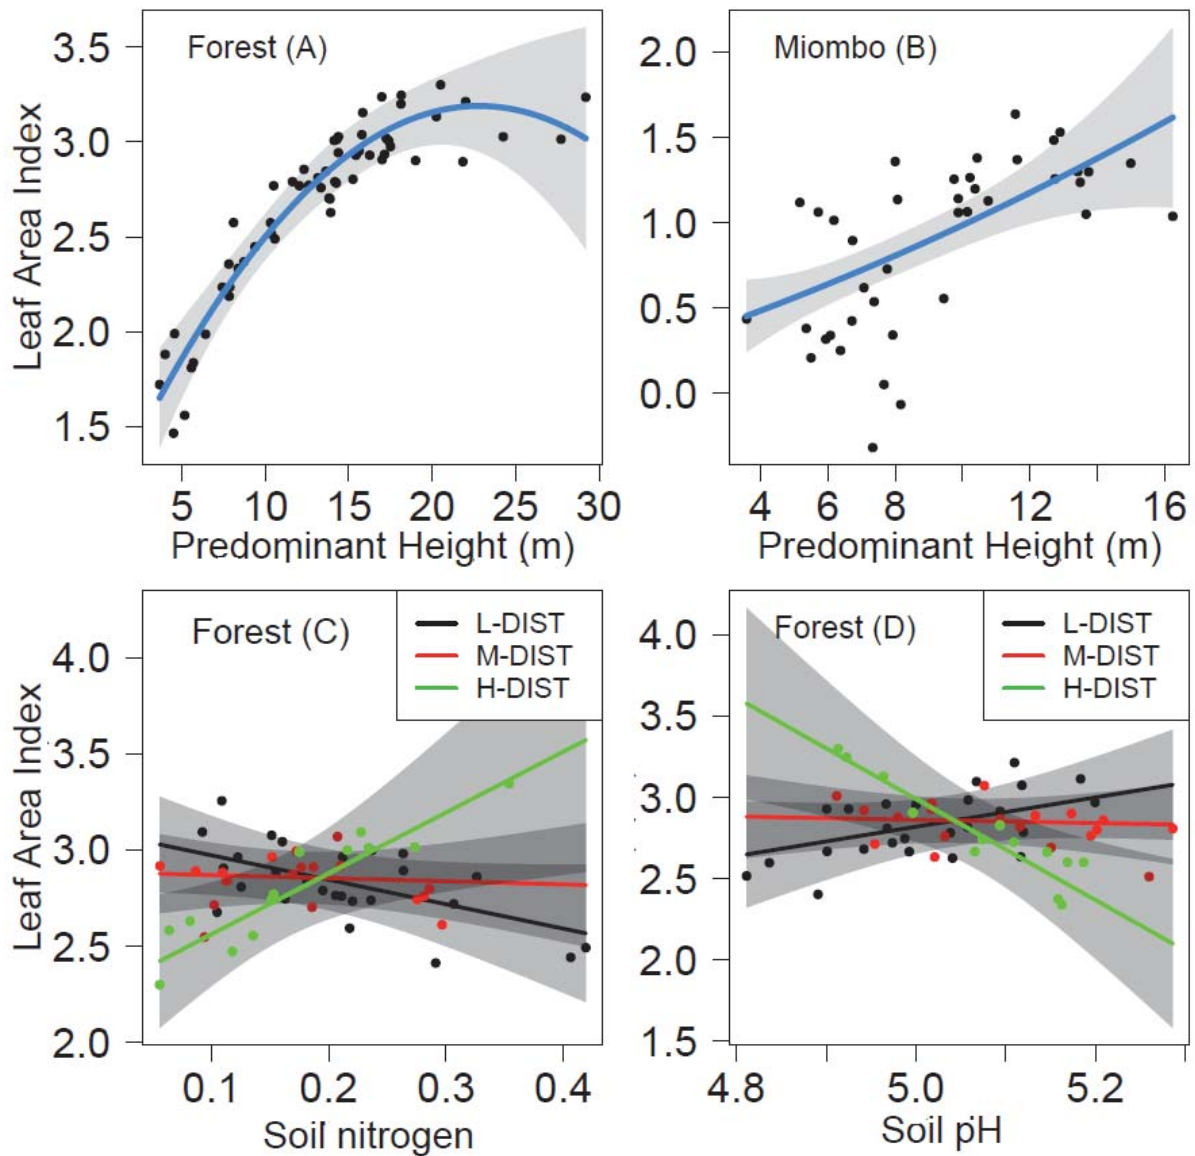 Forest (A)
Leaf Area Index
3.5
3.0
2.5
2.0
1.5
5 10 15 20 25 30
Predominant Height (m)
Miombo (B)
2.0
1.5
1.0
0.5
0.0
4 6 8 12 16
Predominant Height (m)
Forest (C)
L-DIST
M-DIST
H-DIST
Leaf Area Index
4.0
3.5
3.0
2.5
2.0
0.1 0.2 0.3 0.4
Soil nitrogen
Forest (D)
L-DIST
M-DIST
H-DIST
4.0
3.5
3.0
2.5
2.0
1.5
4.8 5.0 5.2
Soil pH